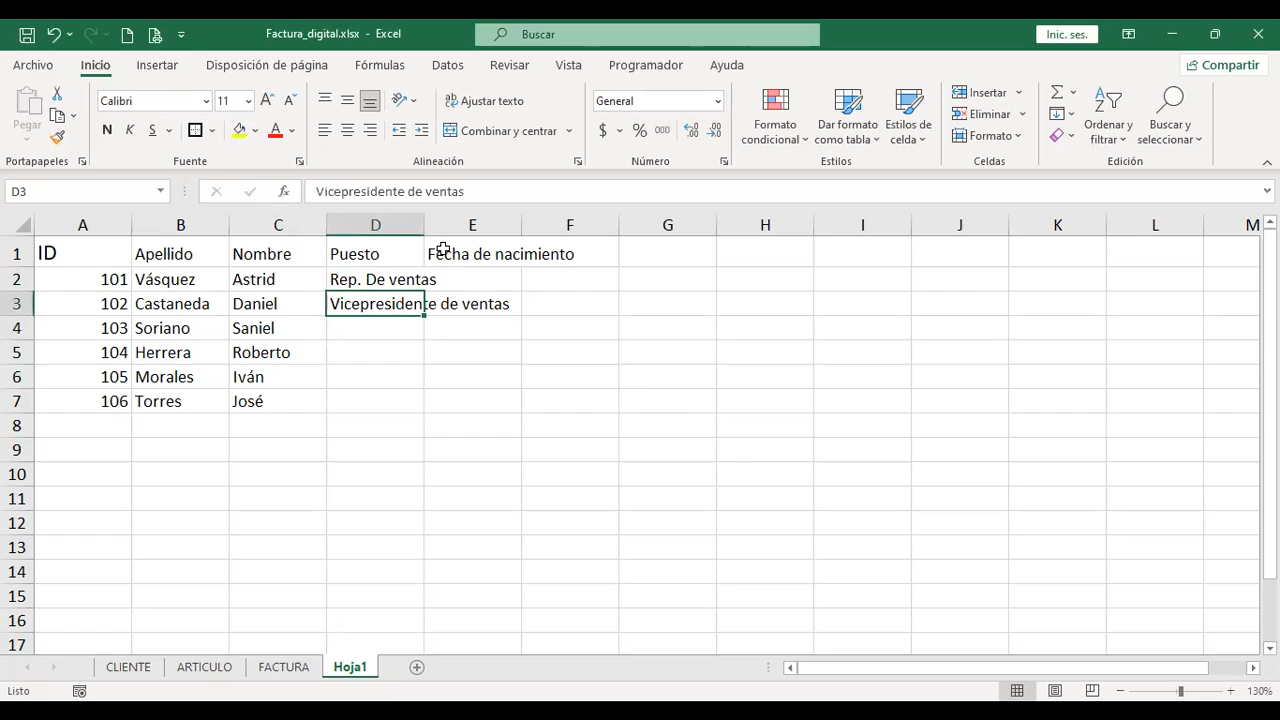 Factura_digital.xlsx - Excel
Buscar
Inic. ses.
Archivo Inicio Insertar Disposición de página Fórmulas Datos Revisar Vista Programador Ayuda
Compartir
Pegar
Portapapeles
Calibri 11
N K S
Fuente
Ajustar texto
Combinar y centrar
Alineación
General
$ % 000
Número
Formato condicional
Dar formato como tabla
Estilos de celda
Estilos
Insertar
Eliminar
Formato
Celdas
Ordenar y filtrar
Buscar y seleccionar
Edición
D3 fx Vicepresidente de ventas
A B C D E F G H I J K L M
1 ID Apellido Nombre Puesto Fecha de nacimiento
2 101 Vásquez Astrid Rep. De ventas
3 102 Castaneda Daniel Vicepresidente de ventas
4 103 Soriano Saniel
5 104 Herrera Roberto
6 105 Morales Iván
7 106 Torres José
8
9
10
11
12
13
14
15
16
17
CLIENTE ARTICULO FACTURA Hoja1
Listo
130%